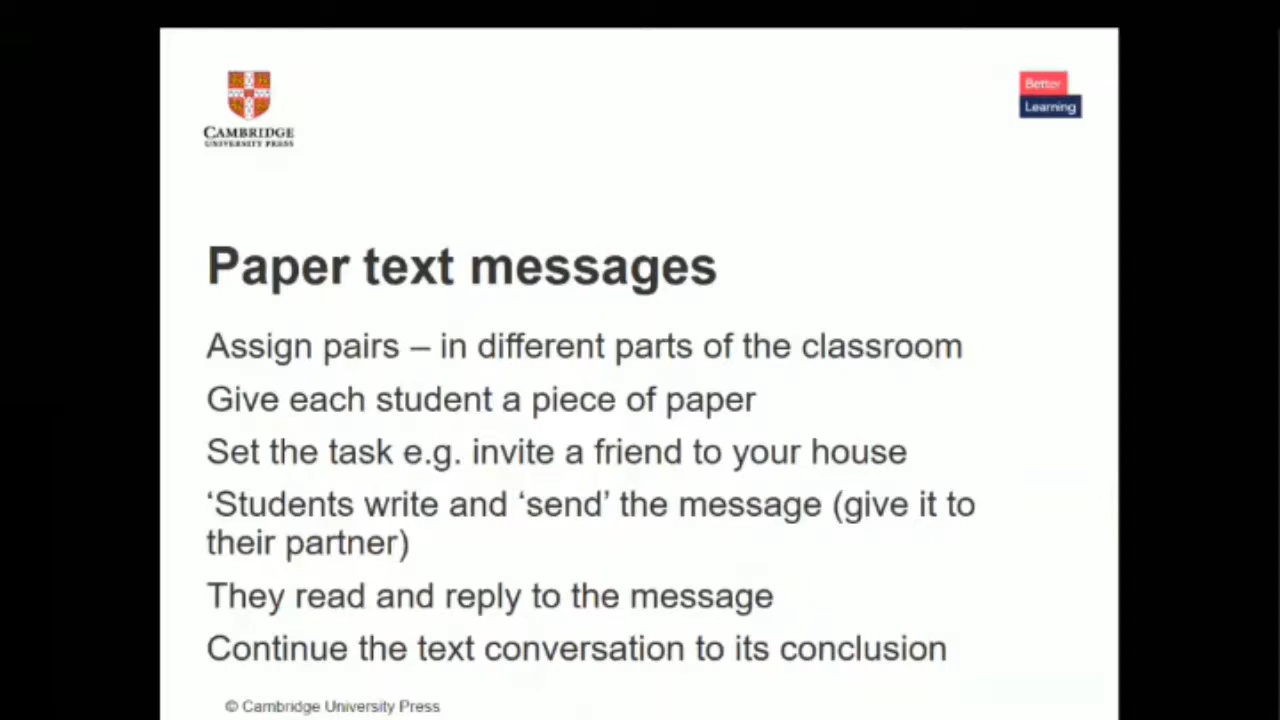 CAMBRIDGE
UNIVERSITY PRESS
Better
Learning
Paper text messages
Assign pairs – in different parts of the classroom
Give each student a piece of paper
Set the task e.g. invite a friend to your house
‘Students write and ‘send’ the message (give it to
their partner)
They read and reply to the message
Continue the text conversation to its conclusion
© Cambridge University Press